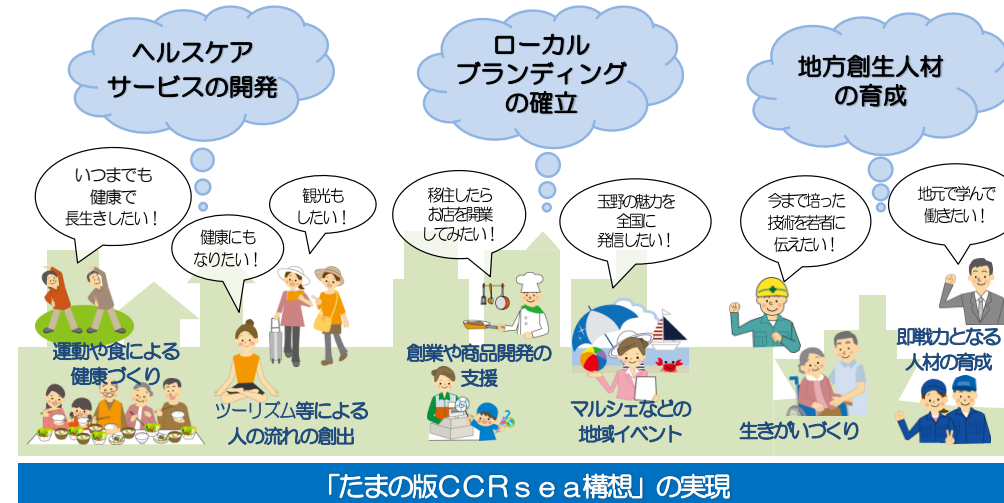 ヘルスケア
サービスの開発
ローカル
ブランディング
の確立
地方創生人材
の育成
いつまでも
健康で
長生きしたい！
健康にも
なりたい！
観光も
したい！
移住したら
お店を開業
してみたい！
玉野の魅力を
全国に
発信したい！
今まで培った
技術を若者に
伝えたい！
地元で学んで
働きたい！
運動や食による
健康づくり
ツーリズム等による
人の流れの創出
創業や商品開発の
支援
マルシェなどの
地域イベント
生きがいづくり
即戦力となる
人材の育成
「たまの版ＣＣＲｓｅａ構想」の実現